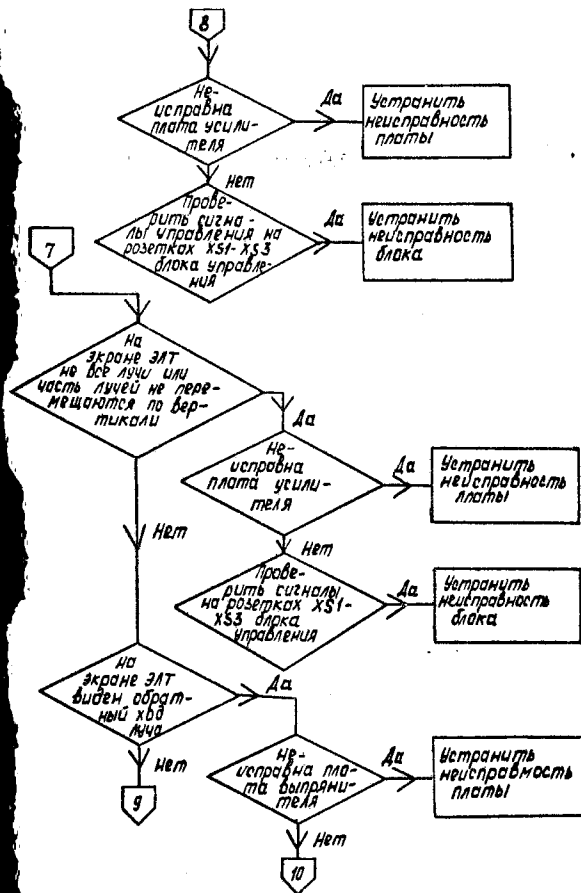 8
Не-
исправна
плата усили-
теля
Да
Устранить
неисправность
платы
Нет
Прове-
рить сигна-
лы управления на
розетках XS1-XS3
блока управле-
ния
Да
Устранить
неисправность
блока
7
На
экране ЭЛТ
не все лучи или
часть лучей не пере-
мещаются по вер-
тикали
Да
Не-
исправна
плата усили-
теля
Да
Устранить
неисправность
платы
Нет
Нет
Прове-
рить сигналы
на розетках XS1-
XS3 блока
управления
Да
Устранить
неисправность
блока
На
экране ЭЛТ
виден обрат-
ный ход
луча
Да
Нет
9
Не-
исправна пла-
та выпрями-
теля
Да
Устранить
неисправность
платы
Нет
10